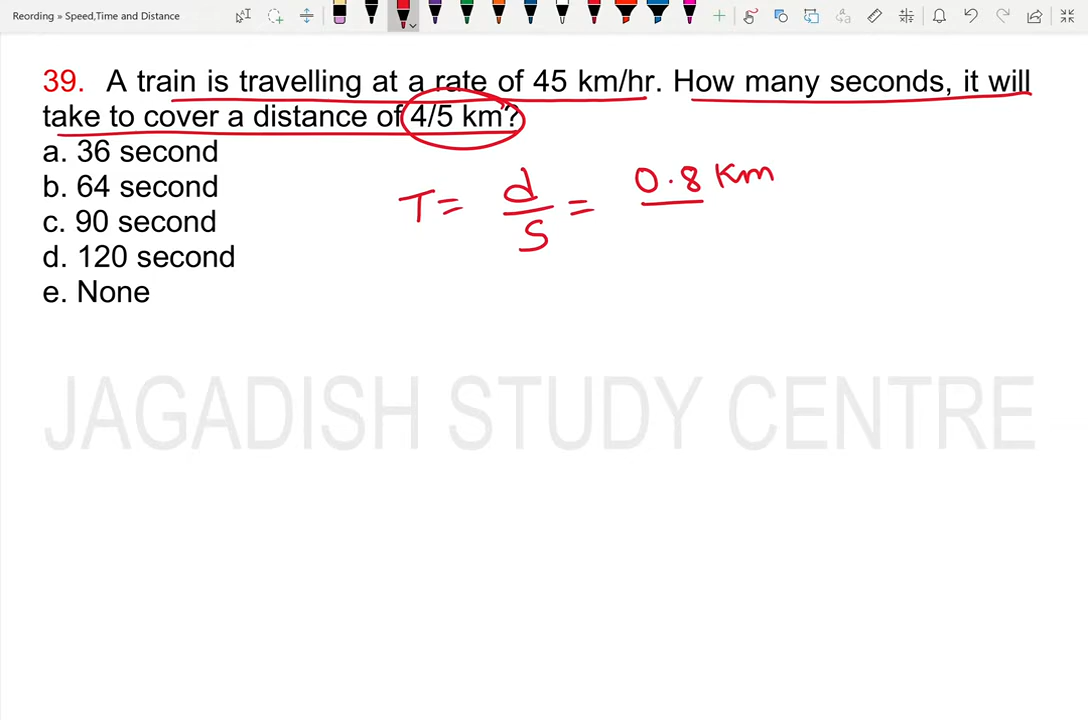 Reording » Speed,Time and Distance
39. A train is travelling at a rate of 45 km/hr. How many seconds, it will
take to cover a distance of 4/5 km?
a. 36 second
b. 64 second
c. 90 second
d. 120 second
e. None
T = d/S = 0.8 Km
JAGADISH STUDY CENTRE